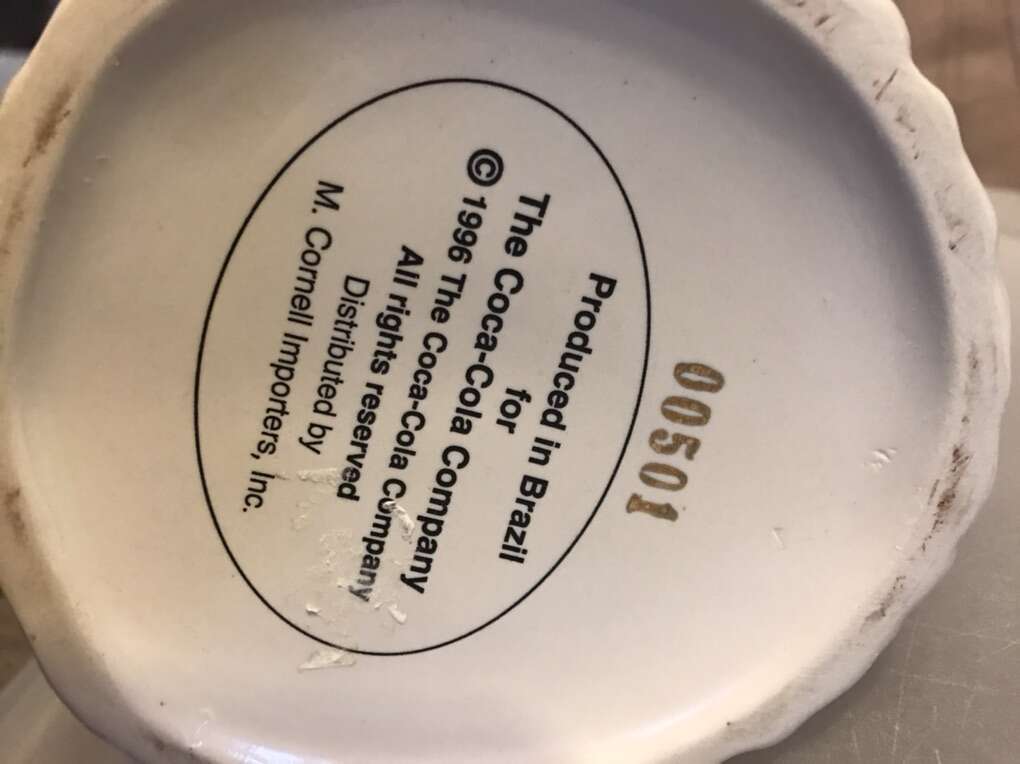 00501
Produced in Brazil
for
The Coca-Cola Company
© 1996 The Coca-Cola Company
All rights reserved
Distributed by
M. Cornell Importers, Inc.